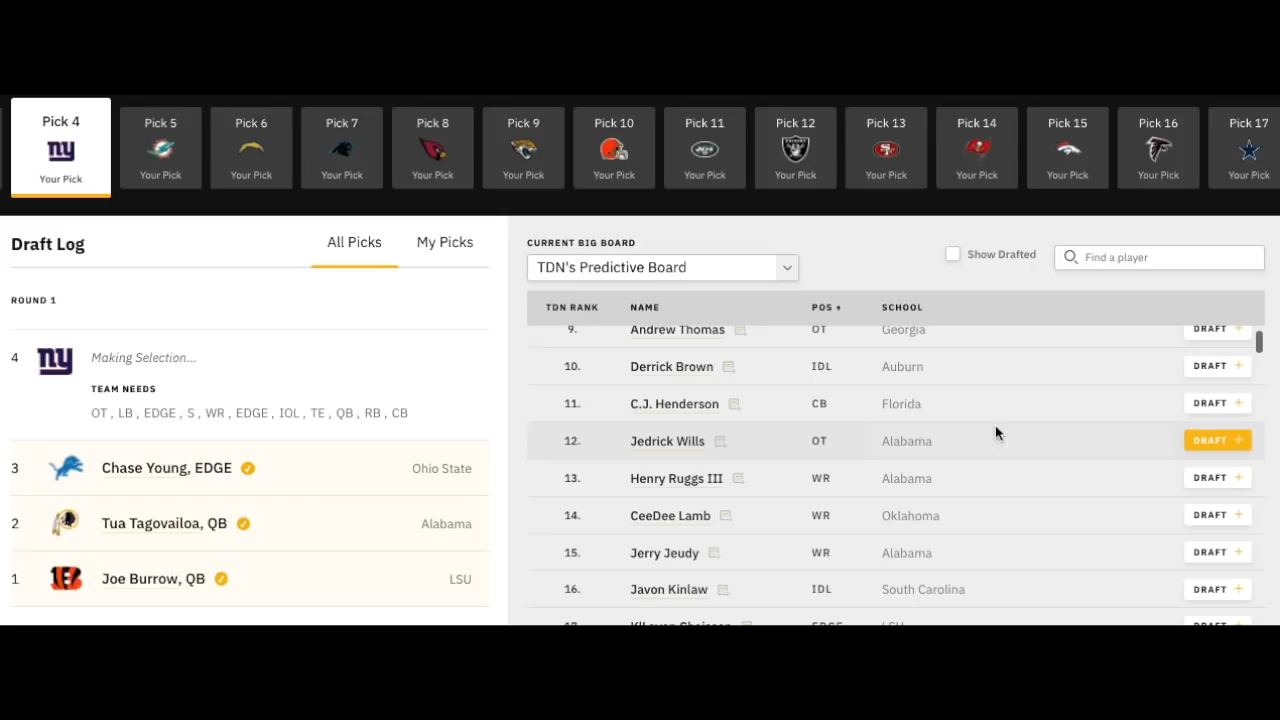 Pick 4 Pick 5 Pick 6 Pick 7 Pick 8 Pick 9 Pick 10 Pick 11 Pick 12 Pick 13 Pick 14 Pick 15 Pick 16 Pick 17
ny JETS RAIDERS SF
Your Pick Your Pick Your Pick Your Pick Your Pick Your Pick Your Pick Your Pick Your Pick Your Pick Your Pick Your Pick Your Pick Your Pick
Draft Log All Picks My Picks
ROUND 1
4 ny Making Selection...
TEAM NEEDS
OT , LB , EDGE , S , WR , EDGE , IOL , TE , QB , RB , CB
3 Chase Young, EDGE Ohio State
2 Tua Tagovailoa, QB Alabama
1 B Joe Burrow, QB LSU
CURRENT BIG BOARD
TDN's Predictive Board
Show Drafted
Find a player
TDN RANK NAME POS SCHOOL
9. Andrew Thomas OT Georgia DRAFT +
10. Derrick Brown IDL Auburn DRAFT +
11. C.J. Henderson CB Florida DRAFT +
12. Jedrick Wills OT Alabama DRAFT +
13. Henry Ruggs III WR Alabama DRAFT +
14. CeeDee Lamb WR Oklahoma DRAFT +
15. Jerry Jeudy WR Alabama DRAFT +
16. Javon Kinlaw IDL South Carolina DRAFT +